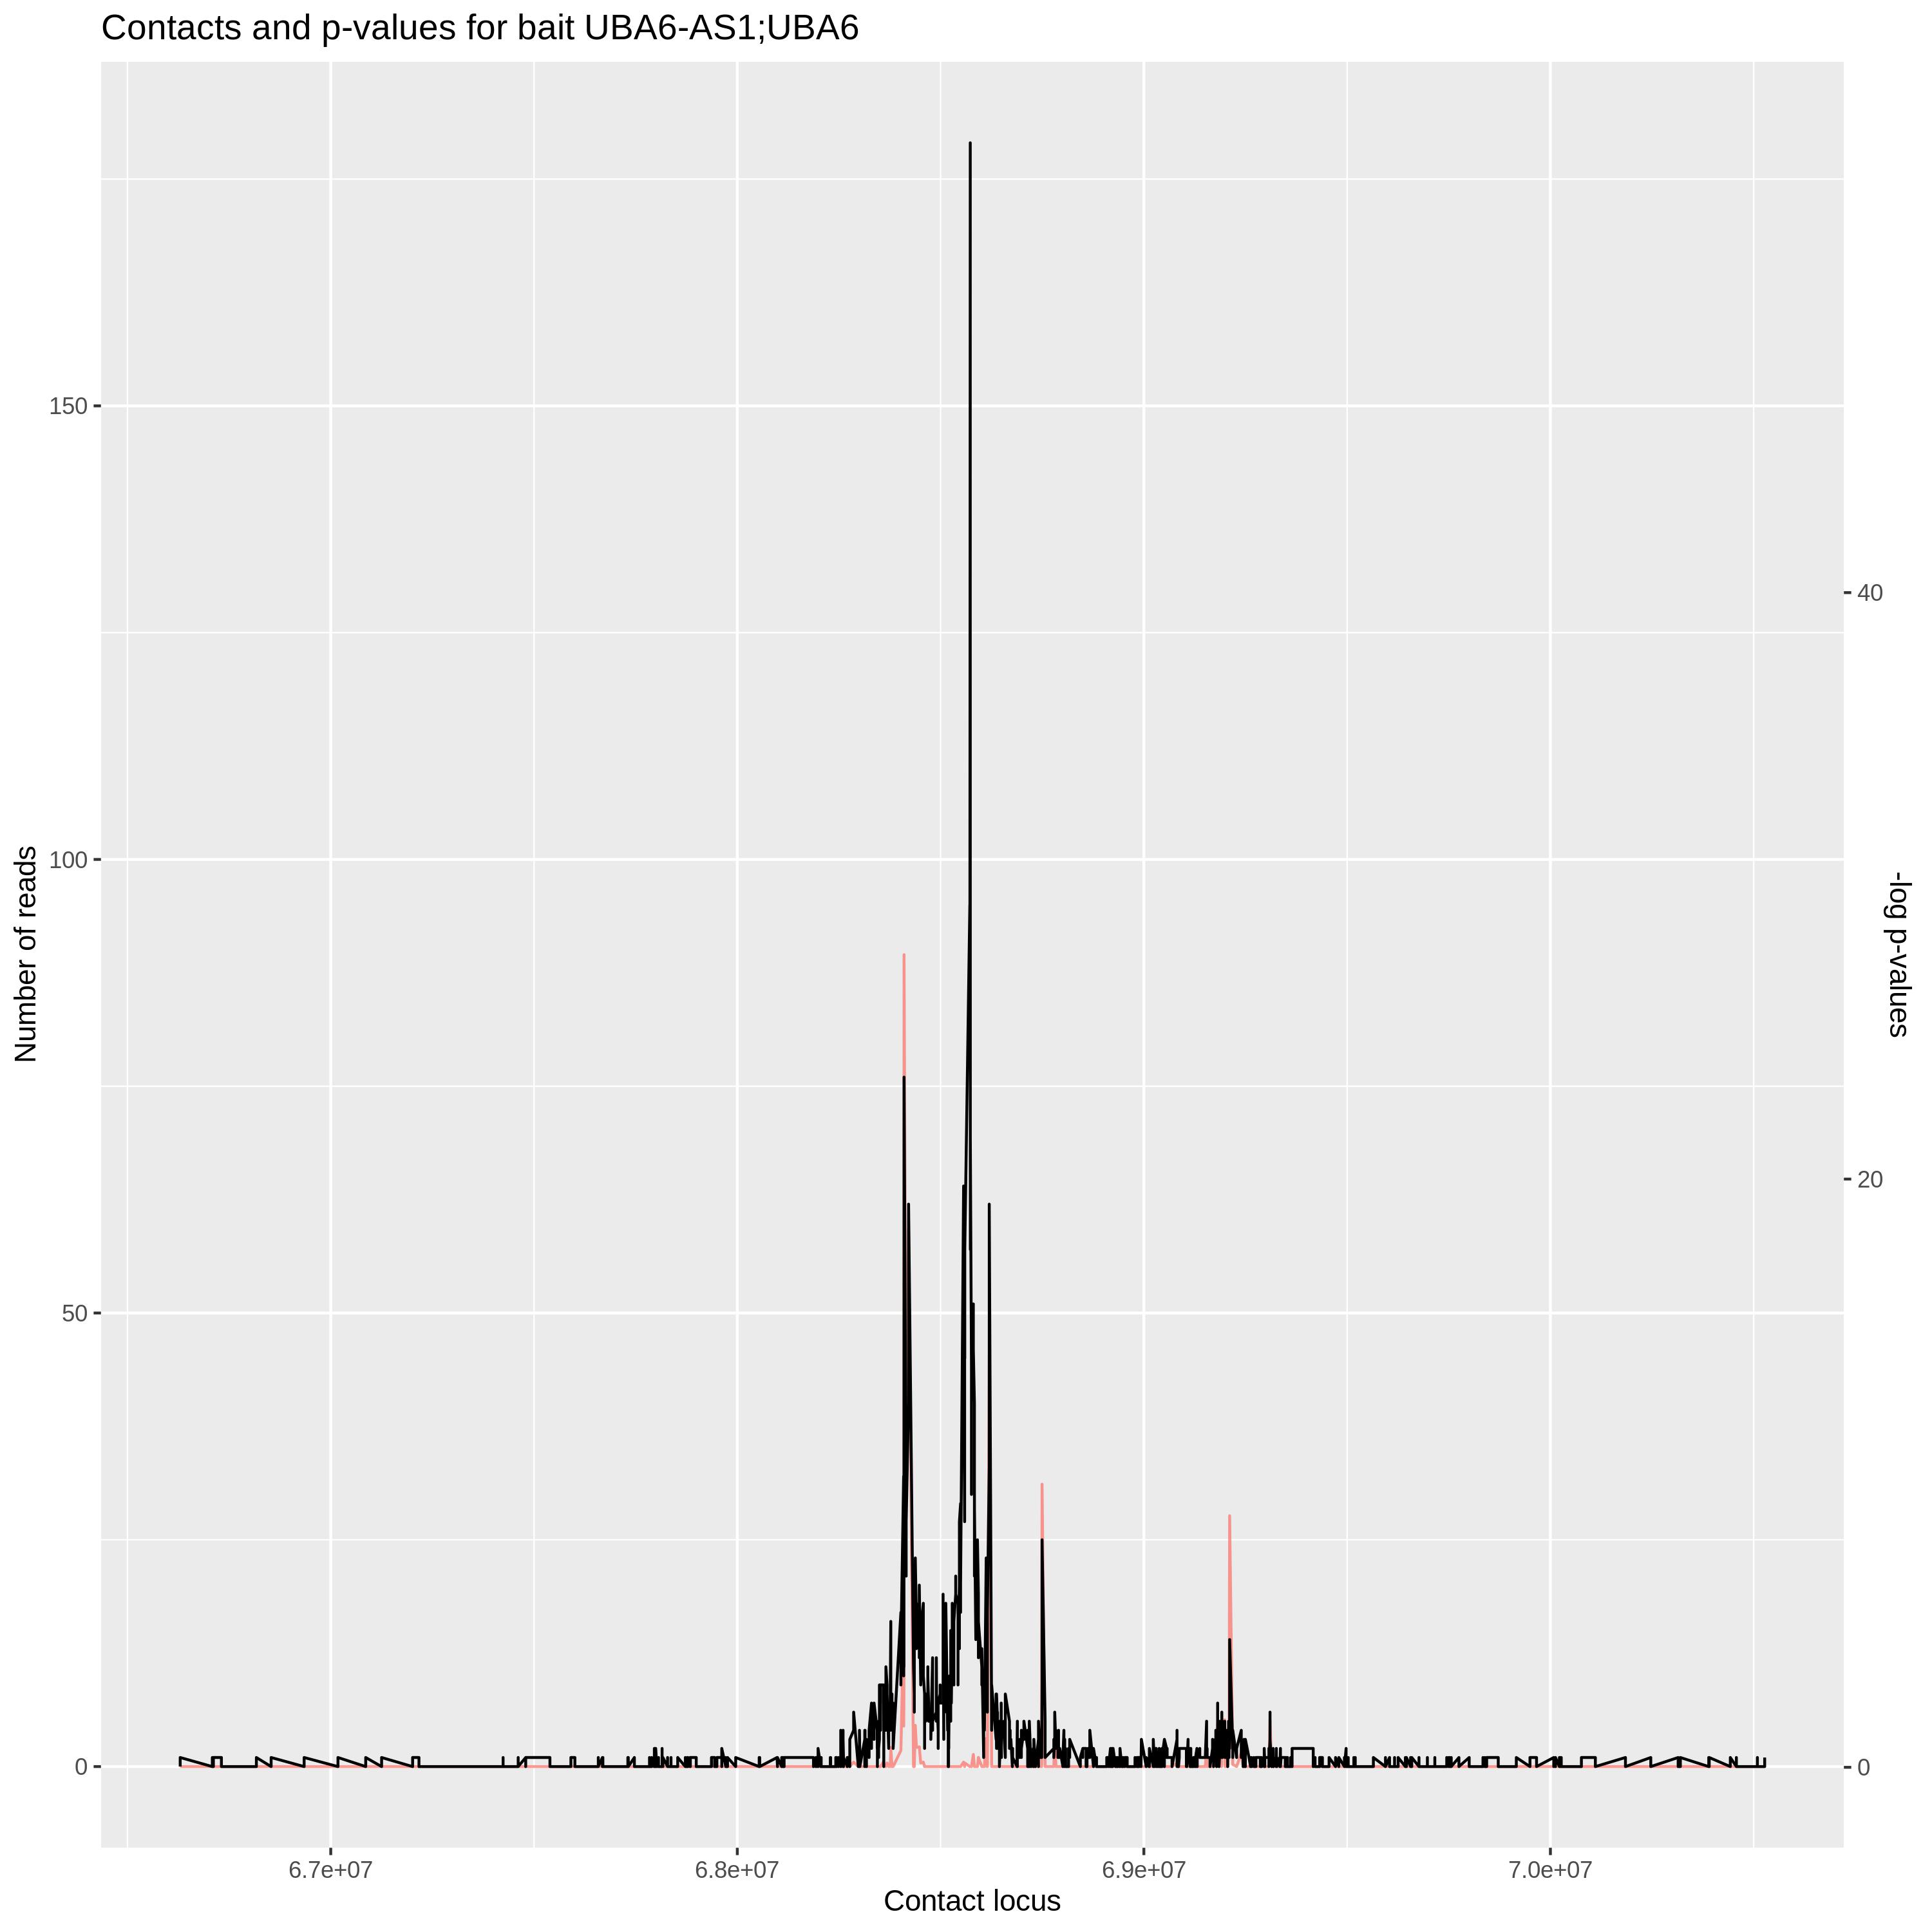 Contacts and p-values for bait UBA6-AS1;UBA6
150
100
50
0
Number of reads
40
20
0
-log p-values
6.7e+07
6.8e+07
6.9e+07
7.0e+07
Contact locus